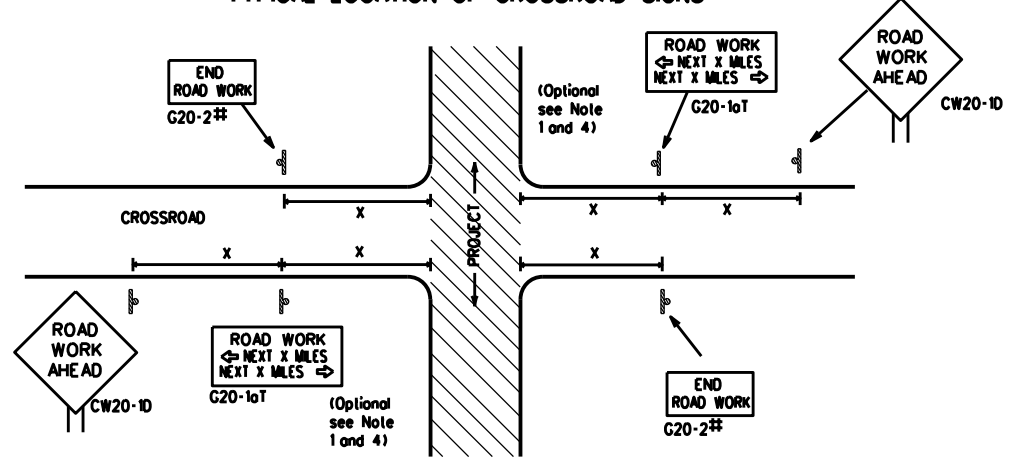 TYPICAL LOCATION OF CROSSROAD SIGNS
END
ROAD WORK
G20-2#
(Optional
see Note
1 and 4)
ROAD WORK
⇦ NEXT X MILES
NEXT X MILES ⇨
G20-1aT
ROAD
WORK
AHEAD
CW20-1D
X
X
X
CROSSROAD
PROJECT
X
X
X
ROAD
WORK
AHEAD
CW20-1D
ROAD WORK
⇦ NEXT X MILES
NEXT X MILES ⇨
G20-1aT
(Optional
see Note
1 and 4)
END
ROAD WORK
G20-2#